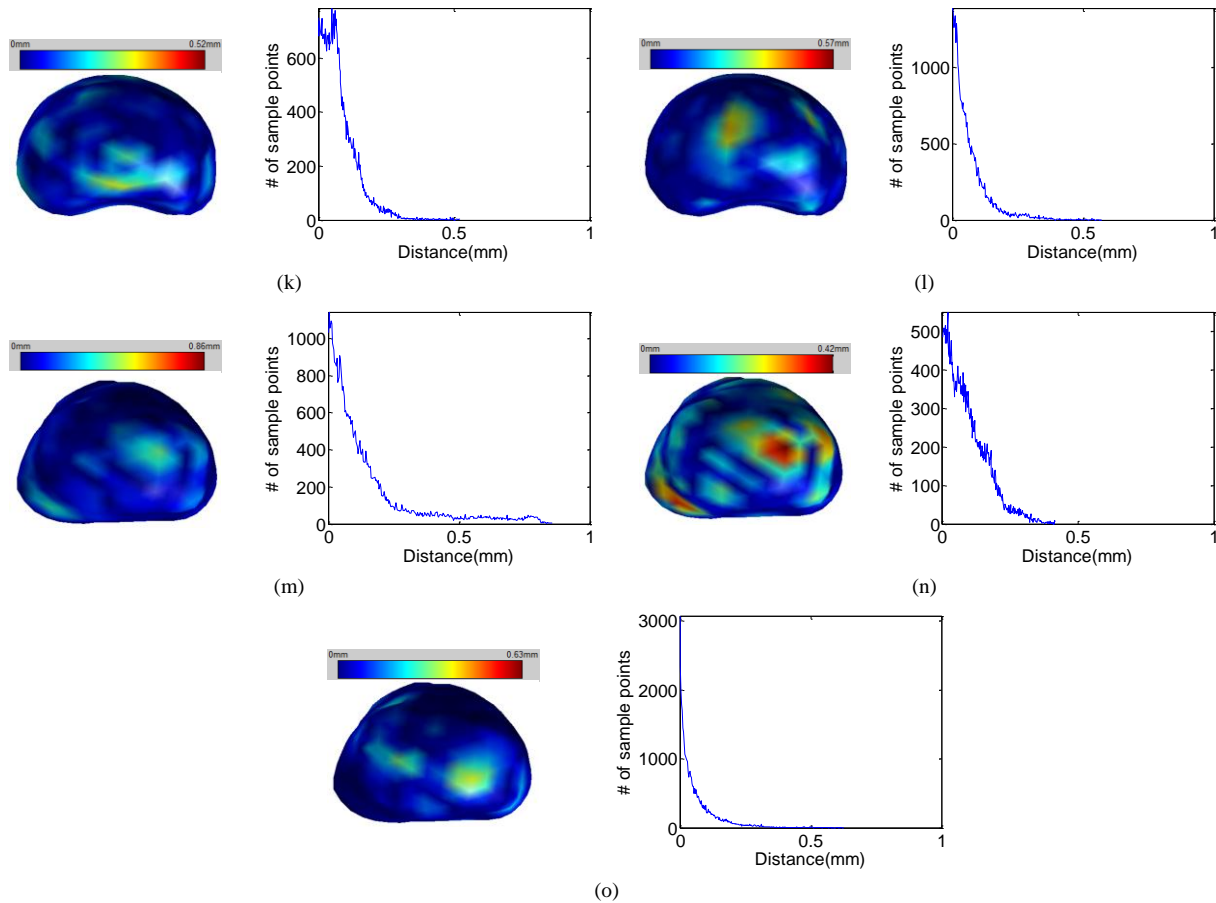 0mm 0.52mm
600
400
200
0
0 0.5 1
# of sample points
Distance(mm)
(k)
0mm 0.57mm
1000
500
0
0 0.5 1
# of sample points
Distance(mm)
(l)
0mm 0.86mm
1000
800
600
400
200
0
0 0.5 1
# of sample points
Distance(mm)
(m)
0mm 0.42mm
500
400
300
200
100
0
0 0.5 1
# of sample points
Distance(mm)
(n)
0mm 0.63mm
3000
2000
1000
0
0 0.5 1
# of sample points
Distance(mm)
(o)